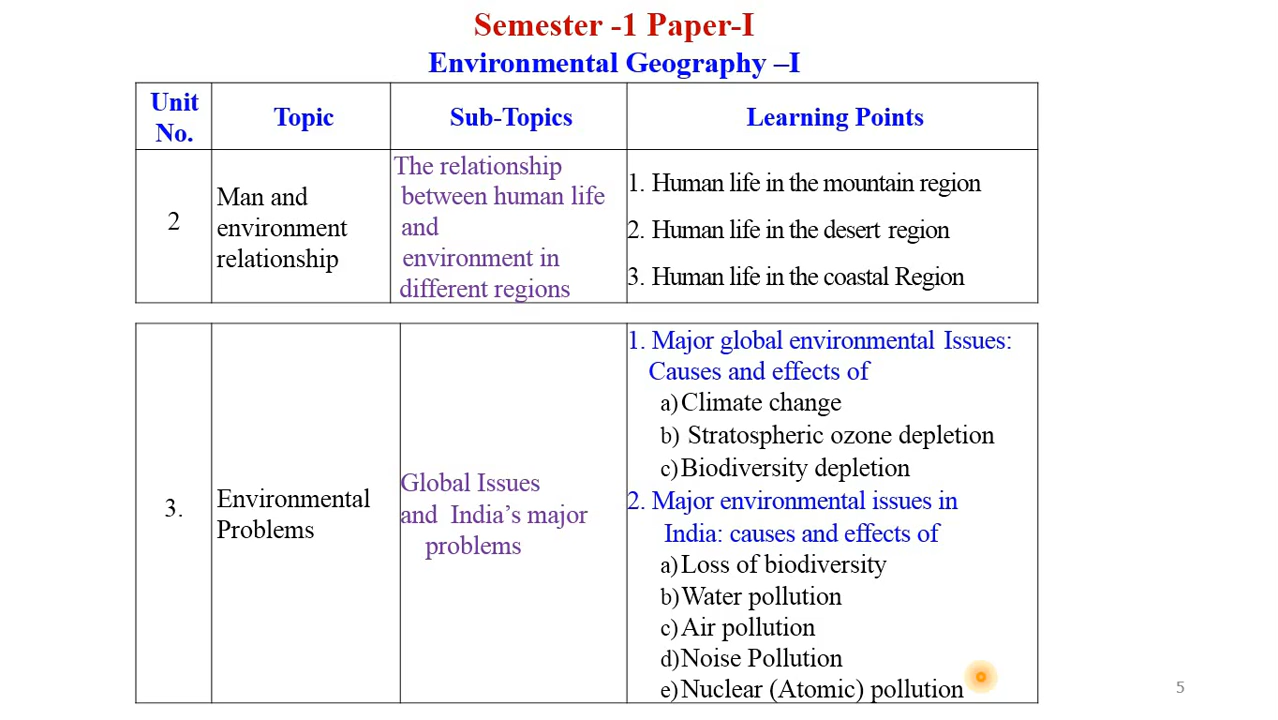 Semester -1 Paper-I
Environmental Geography –I
Unit No.
Topic
Sub-Topics
Learning Points
2
Man and
environment
relationship
The relationship
between human life
and
environment in
different regions
1. Human life in the mountain region
2. Human life in the desert region
3. Human life in the coastal Region
3.
Environmental
Problems
Global Issues
and India’s major
problems
1. Major global environmental Issues:
Causes and effects of
a)Climate change
b) Stratospheric ozone depletion
c)Biodiversity depletion
2. Major environmental issues in
India: causes and effects of
a)Loss of biodiversity
b)Water pollution
c)Air pollution
d)Noise Pollution
e)Nuclear (Atomic) pollution
5